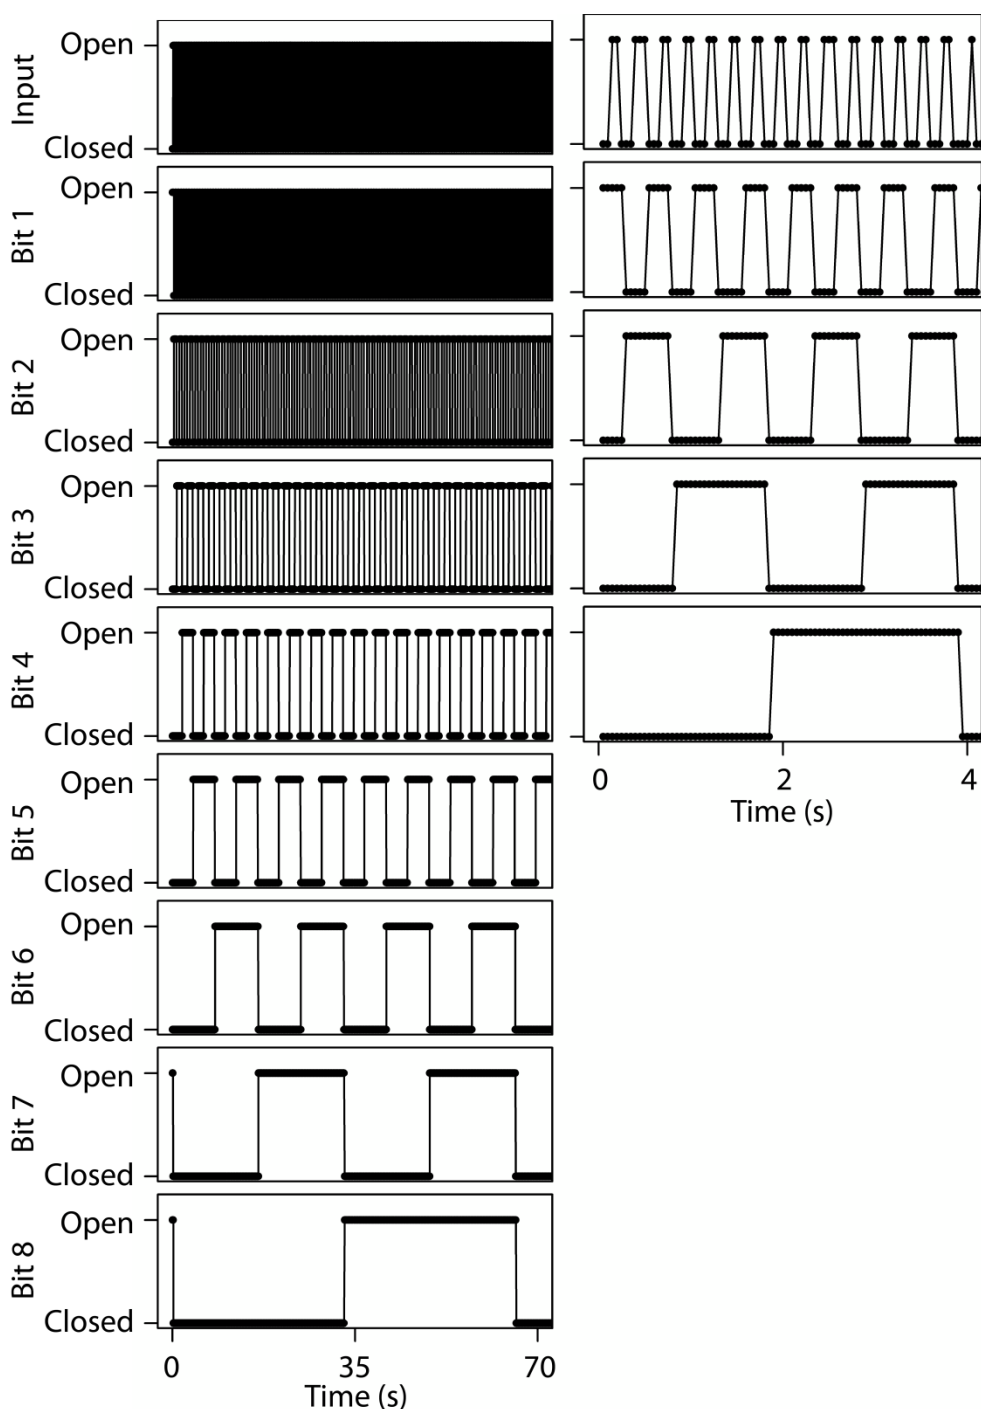 Input
Open
Closed
Bit 1
Open
Closed
Bit 2
Open
Closed
Bit 3
Open
Closed
Bit 4
Open
Closed
0 2 4
Time (s)
Bit 5
Open
Closed
Bit 6
Open
Closed
Bit 7
Open
Closed
Bit 8
Open
Closed
0 35 70
Time (s)